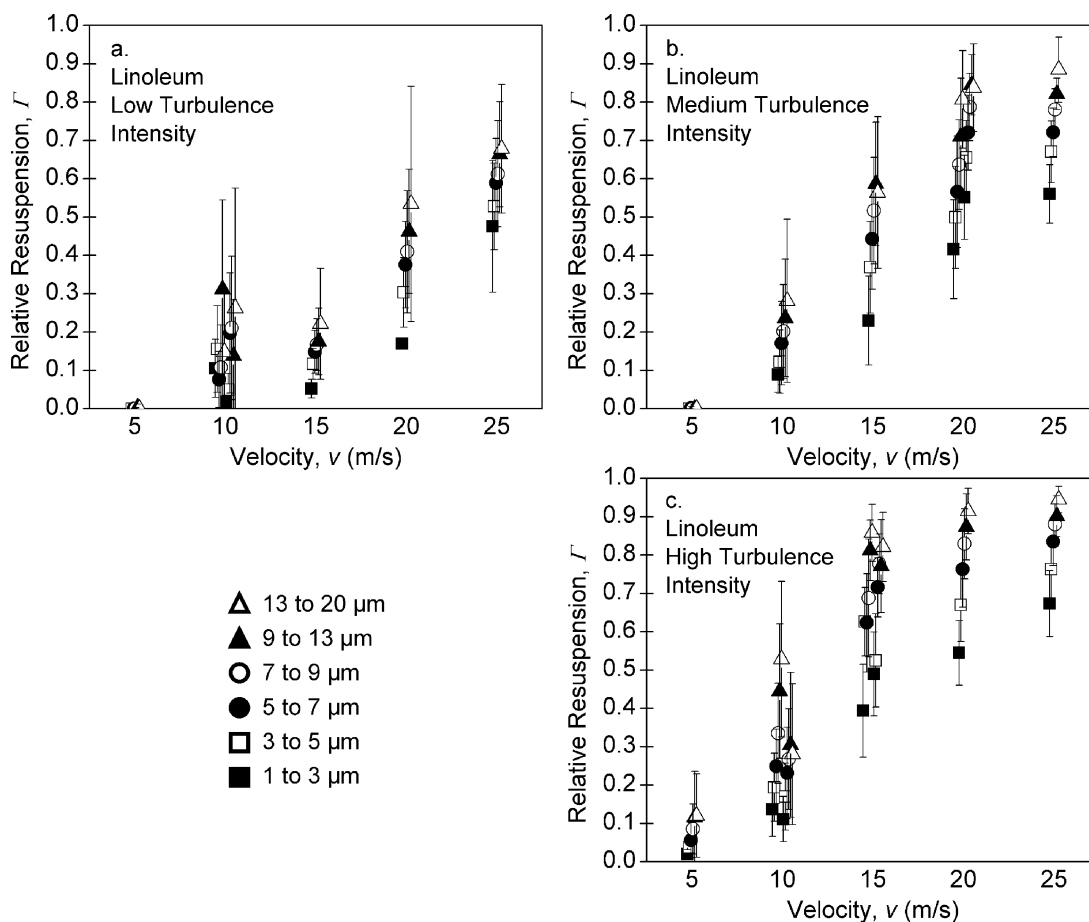 a.
Linoleum
Low Turbulence
Intensity
Relative Resuspension, Γ
1.0
0.9
0.8
0.7
0.6
0.5
0.4
0.3
0.2
0.1
0.0
5 10 15 20 25
Velocity, v (m/s)
b.
Linoleum
Medium Turbulence
Intensity
Relative Resuspension, Γ
1.0
0.9
0.8
0.7
0.6
0.5
0.4
0.3
0.2
0.1
0.0
5 10 15 20 25
Velocity, v (m/s)
c.
Linoleum
High Turbulence
Intensity
Relative Resuspension, Γ
1.0
0.9
0.8
0.7
0.6
0.5
0.4
0.3
0.2
0.1
0.0
5 10 15 20 25
Velocity, v (m/s)
13 to 20 μm
9 to 13 μm
7 to 9 μm
5 to 7 μm
3 to 5 μm
1 to 3 μm